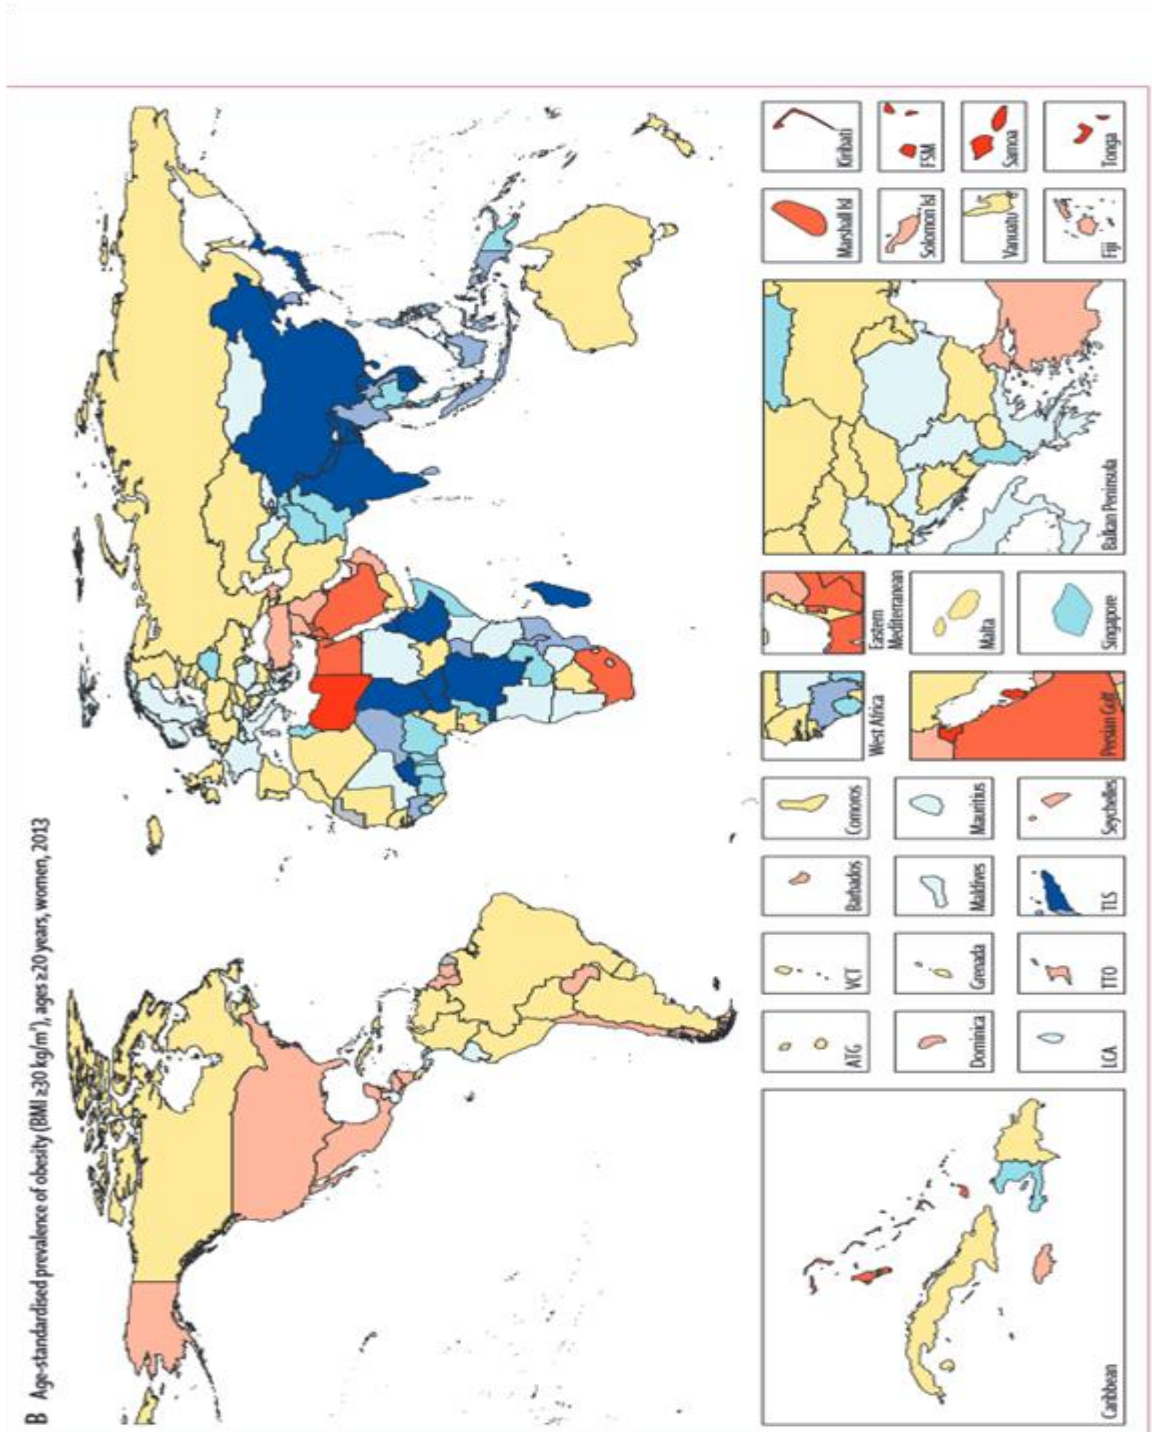 B Age-standardised prevalence of obesity (BMI ≥30 kg/m²), ages ≥20 years, women, 2013
Caribbean
ATG
VCT
Barbados
Comoros
West Africa
Eastern
Mediterranean
Dominica
Grenada
Maldives
Mauritius
Malta
LCA
TTO
TLS
Seychelles
Persian Gulf
Singapore
Balkan Peninsula
Marshall Isl
Kiribati
Solomon Isl
FSM
Vanuatu
Samoa
Fiji
Tonga